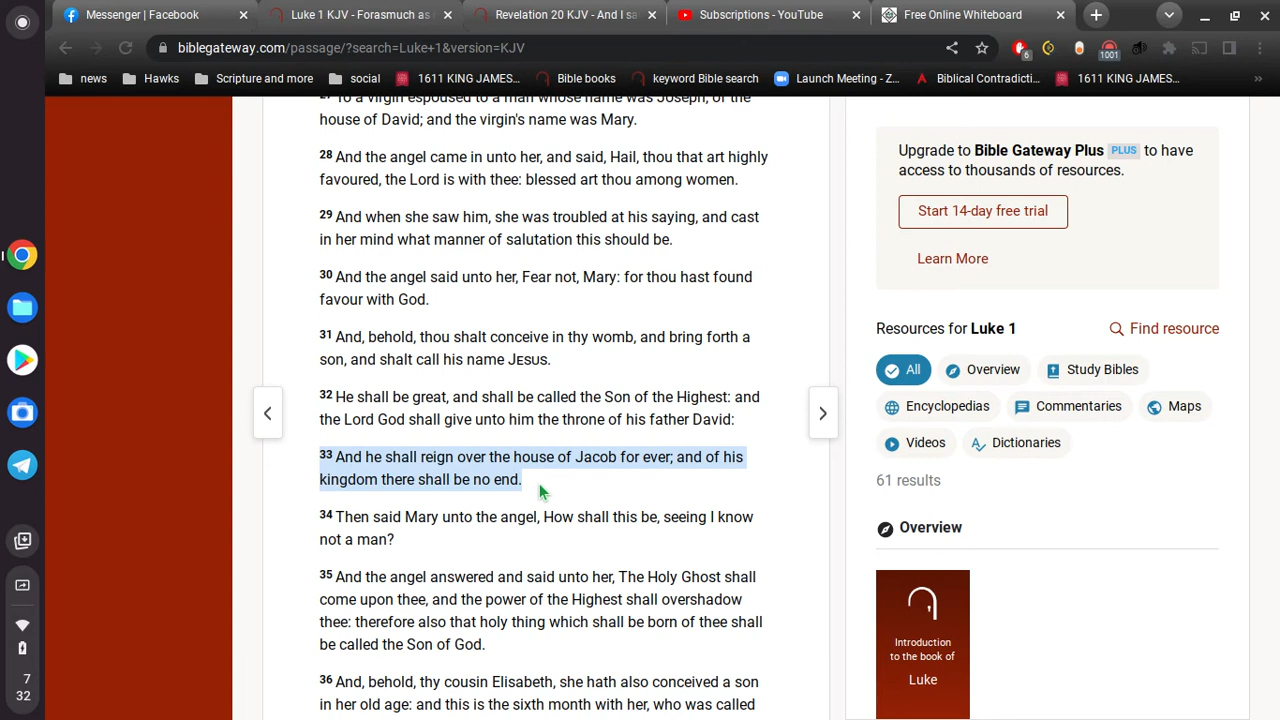 Messenger | Facebook
Luke 1 KJV - Forasmuch as
Revelation 20 KJV - And I sa
Subscriptions - YouTube
Free Online Whiteboard
biblegateway.com/passage/?search=Luke+1&version=KJV
6
1001
news
Hawks
Scripture and more
social
1611 KING JAMES...
Bible books
keyword Bible search
Launch Meeting - Z...
Biblical Contradicti...
1611 KING JAMES...
»
27 To a virgin espoused to a man whose name was Joseph, of the
house of David; and the virgin's name was Mary.
28 And the angel came in unto her, and said, Hail, thou that art highly
favoured, the Lord is with thee: blessed art thou among women.
29 And when she saw him, she was troubled at his saying, and cast
in her mind what manner of salutation this should be.
30 And the angel said unto her, Fear not, Mary: for thou hast found
favour with God.
31 And, behold, thou shalt conceive in thy womb, and bring forth a
son, and shalt call his name Jesus.
32 He shall be great, and shall be called the Son of the Highest: and
the Lord God shall give unto him the throne of his father David:
33 And he shall reign over the house of Jacob for ever; and of his
kingdom there shall be no end.
34 Then said Mary unto the angel, How shall this be, seeing I know
not a man?
35 And the angel answered and said unto her, The Holy Ghost shall
come upon thee, and the power of the Highest shall overshadow
thee: therefore also that holy thing which shall be born of thee shall
be called the Son of God.
36 And, behold, thy cousin Elisabeth, she hath also conceived a son
in her old age: and this is the sixth month with her, who was called
Upgrade to Bible Gateway Plus PLUS to have
access to thousands of resources.
Start 14-day free trial
Learn More
Resources for Luke 1
Find resource
All
Overview
Study Bibles
Encyclopedias
Commentaries
Maps
Videos
Dictionaries
61 results
Overview
Introduction
to the book of
Luke
7
32